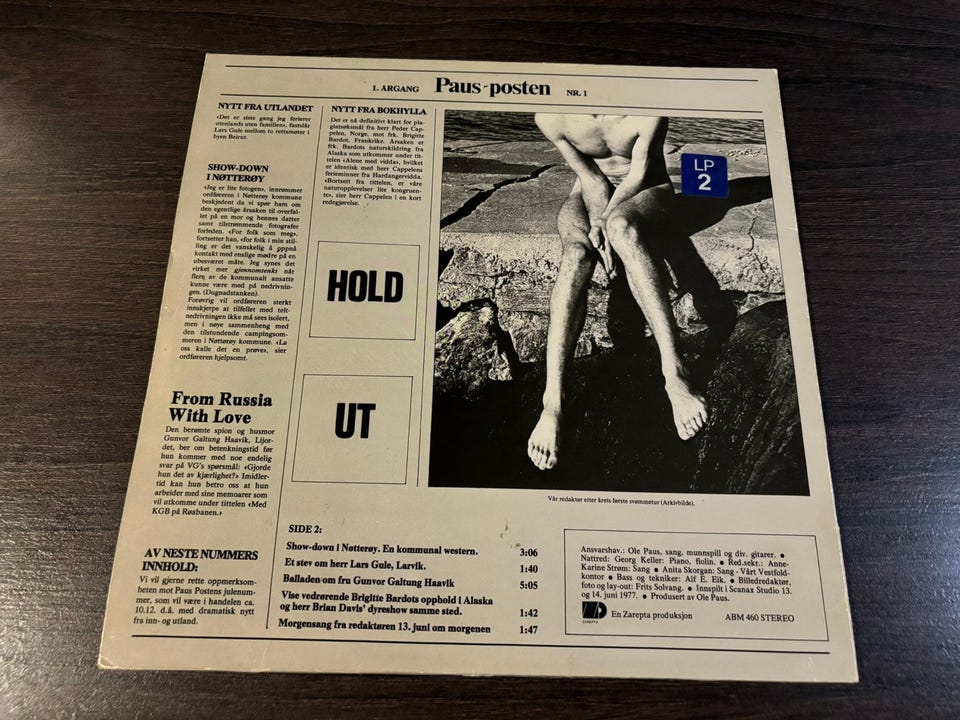 1. ÅRGANG Paus-posten NR. 1
NYTT FRA UTLANDET
«Det er siste gang jeg ferierer
utenlands uten familien», fastslår
Lars Gule mellom to rettsmøter i
byen Beirut.
SHOW-DOWN
I NØTTERØY
«Jeg er lite fotogen», innrømmer
ordføreren i Nøtterøy kommune
beskjedent da vi spør ham om
den egentlige årsaken til overfal-
let på en mor og hennes datter
samt tilstrømmende fotografer
forleden. «For folk som meg»,
fortsetter han, «for folk i min stil-
ling er det vanskelig å oppnå
kontakt med enslige mødre på en
ubesværet måte. Jeg synes det
virket mer gjennomtenkt når
flere av de kommunalt ansatte
kunne være med på nedrivnin-
gen. (Dugnadstanken).
Forøvrig vil ordføreren sterkt
innskjerpe at tilfellet med telt-
nedrivningen ikke må sees isolert,
men i nøye sammenheng med
den tilstundende campingsom-
meren i Nøtterøy kommune. «La
oss kalle det en prøve», sier
ordføreren hjelpsomt.
From Russia
With Love
Den berømte spion og husmor
Gunvor Galtung Haavik, Lijor-
det, ber om betenkningstid før
hun kommer med noe endelig
svar på VG's spørsmål: «Gjorde
hun det av kjærlighet?» Imidler-
tid kan hun betro oss at hun
arbeider med sine memoarer som
vil utkomme under tittelen «Med
KGB på Røabanen.»
AV NESTE NUMMERS
INNHOLD:
Vi vil gjerne rette oppmerksom-
heten mot Paus Postens julenum-
mer, som vil være i handelen ca.
10.12. d.å. med dramatisk nytt
fra inn- og utland.
NYTT FRA BOKHYLLA
Det er nå definitivt klart for pla-
giatsøksmål fra herr Peder Cap-
pelen, Norge, mot frk. Brigitte
Bardot, Frankrike. Årsaken er
frk. Bardots naturskildring fra
Alaska som utkommer under tit-
telen «Alene med vidda», hvilket
er identisk med herr Cappelens
ferieminner fra Hardangervidda.
«Bortsett fra tittelen, er våre
naturopplevelser lite kongruen-
te», sier herr Cappelen i en kort
redegjørelse.
HOLD
UT
LP
2
Vår redaktør etter årets første svømmetur (Arkivbilde).
SIDE 2:
Show-down i Nøtterøy. En kommunal western. 3:06
Et stev om herr Lars Gule, Larvik. 1:40
Balladen om fru Gunvor Galtung Haavik 5:05
Vise vedrørende Brigitte Bardots opphold i Alaska
og herr Brian Davis' dyreshow samme sted. 1:42
Morgensang fra redaktøren 13. juni om morgenen 1:47
Ansvarshav.: Ole Paus, sang, munnspill og div. gitarer. •
Nattred: Georg Keller: Piano, fiolin. • Red.sekr.: Anne-
Karine Strøm: Sang • Anita Skorgan: Sang - Vårt Vestfold-
kontor • Bass og tekniker: Alf E. Eik. • Billedredaktør,
foto og lay-out: Frits Solvang. • Innspilt i Scanax Studio 13.
og 14. juni 1977. • Produsert av Ole Paus.
ZAREPTA
En Zarepta produksjon ABM 460 STEREO